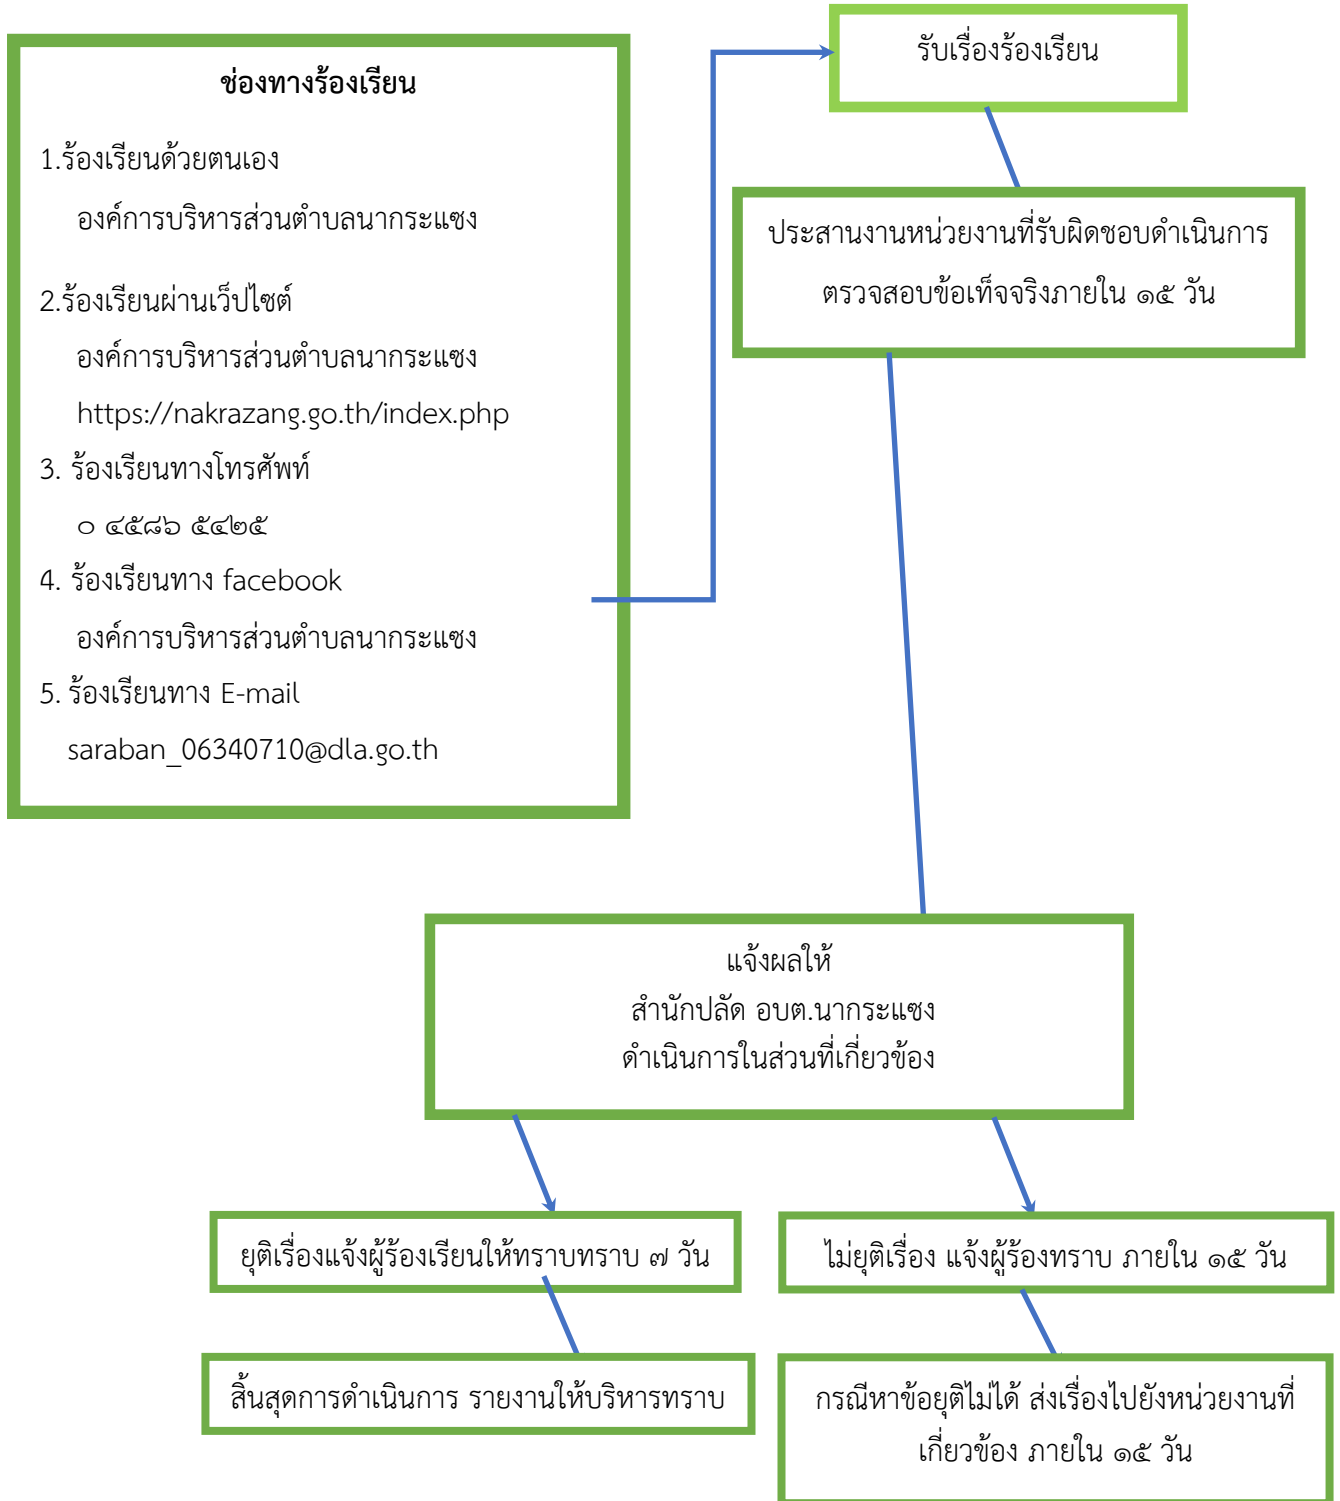 ช่องทางร้องเรียน
1.ร้องเรียนด้วยตนเอง
องค์การบริหารส่วนตำบลนากระแซง
2.ร้องเรียนผ่านเว็ปไซต์
องค์การบริหารส่วนตำบลนากระแซง
https://nakrazang.go.th/index.php
3. ร้องเรียนทางโทรศัพท์
๐ ๔๕๘๖ ๕๔๒๕
4. ร้องเรียนทาง facebook
องค์การบริหารส่วนตำบลนากระแซง
5. ร้องเรียนทาง E-mail
saraban_06340710@dla.go.th
รับเรื่องร้องเรียน
ประสานงานหน่วยงานที่รับผิดชอบดำเนินการ
ตรวจสอบข้อเท็จจริงภายใน ๑๕ วัน
แจ้งผลให้
สำนักปลัด อบต.นากระแซง
ดำเนินการในส่วนที่เกี่ยวข้อง
ยุติเรื่องแจ้งผู้ร้องเรียนให้ทราบทราบ ๗ วัน
ไม่ยุติเรื่อง แจ้งผู้ร้องทราบ ภายใน ๑๕ วัน
สิ้นสุดการดำเนินการ รายงานให้บริหารทราบ
กรณีหาข้อยุติไม่ได้ ส่งเรื่องไปยังหน่วยงานที่
เกี่ยวข้อง ภายใน ๑๕ วัน